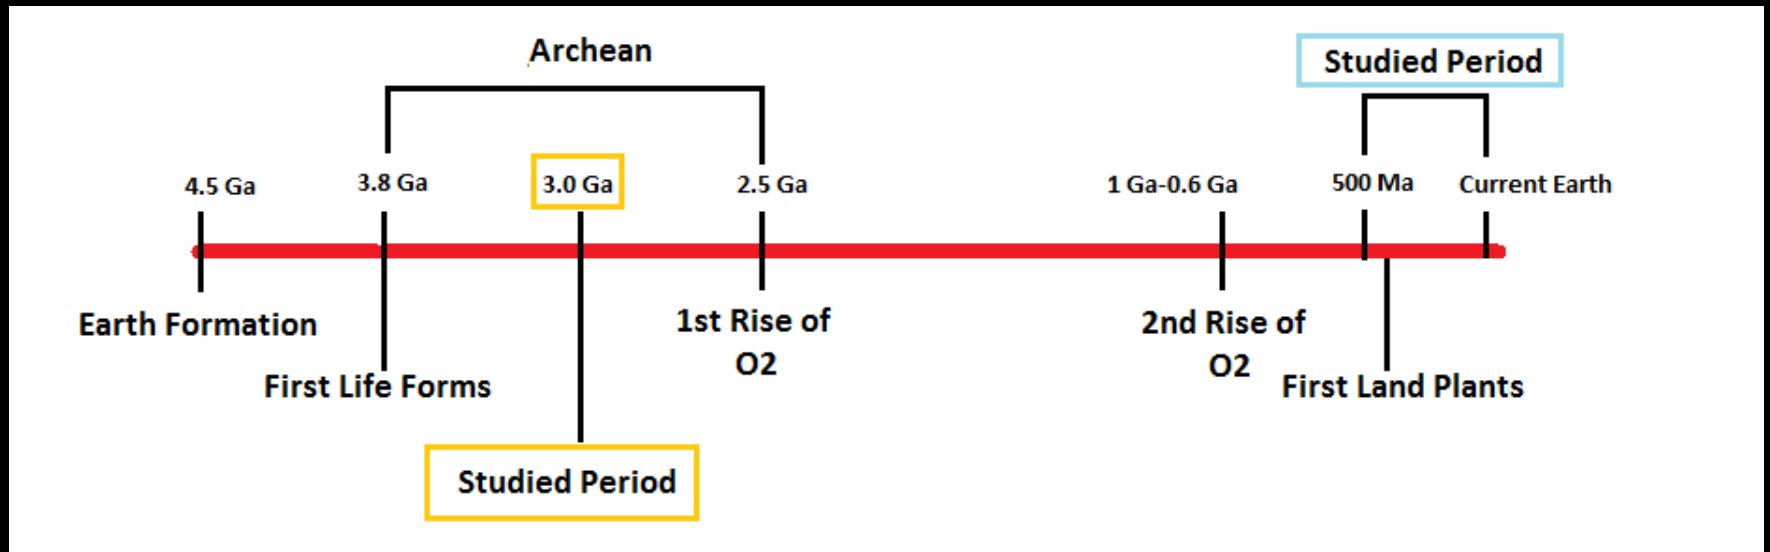 Archean
Studied Period
4.5 Ga
3.8 Ga
3.0 Ga
2.5 Ga
1 Ga-0.6 Ga
500 Ma
Current Earth
Earth Formation
First Life Forms
1st Rise of
O2
2nd Rise of
O2
First Land Plants
Studied Period